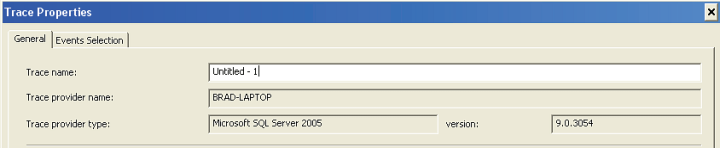 Trace Properties
General Events Selection
Trace name: Untitled - 1
Trace provider name: BRAD-LAPTOP
Trace provider type: Microsoft SQL Server 2005 version: 9.0.3054